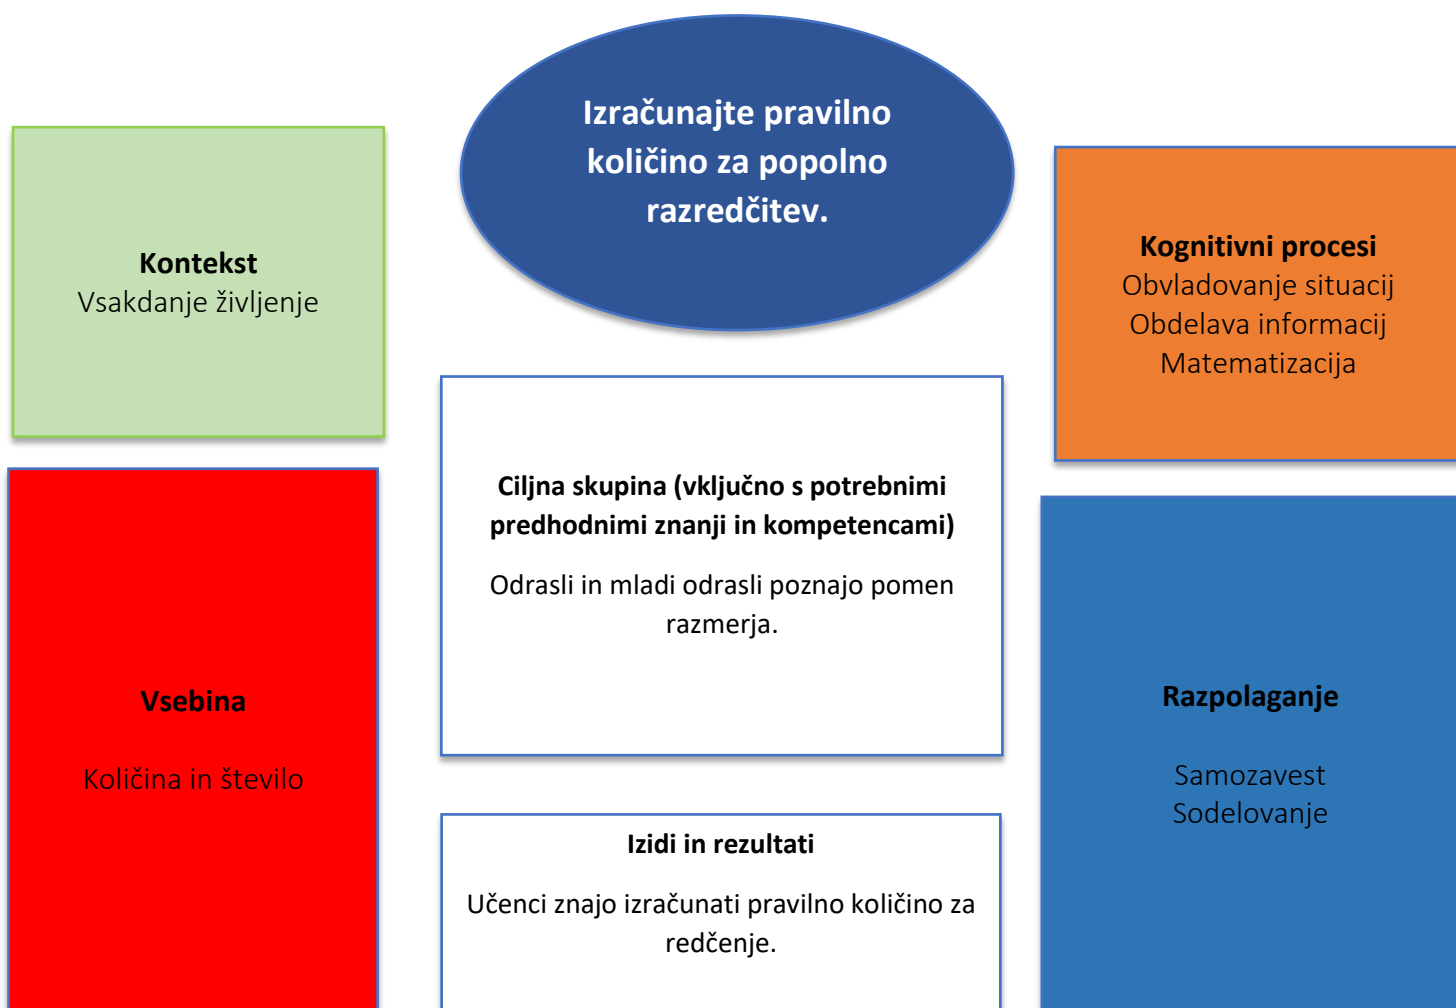 Izračunajte pravilno
količino za popolno
razredčitev.
Kontekst
Vsakdanje življenje
Kognitivni procesi
Obvladovanje situacij
Obdelava informacij
Matematizacija
Ciljna skupina (vključno s potrebnimi
predhodnimi znanji in kompetencami)
Odrasli in mladi odrasli poznajo pomen
razmerja.
Vsebina
Količina in število
Razpolaganje
Samozavest
Sodelovanje
Izidi in rezultati
Učenci znajo izračunati pravilno količino za
redčenje.